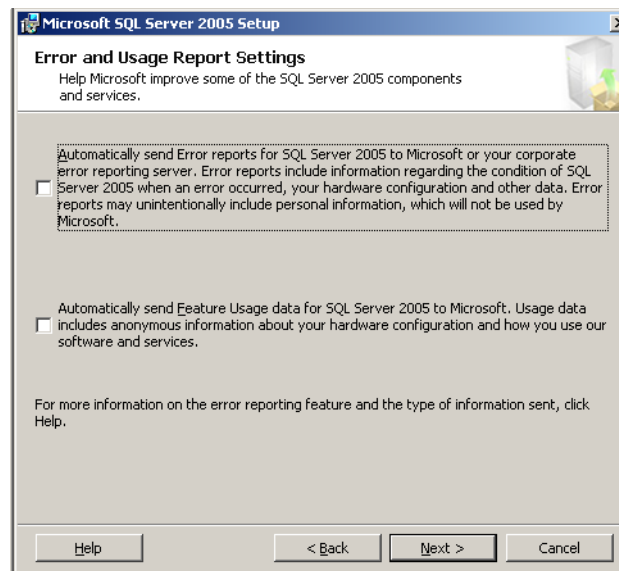 Microsoft SQL Server 2005 Setup
Error and Usage Report Settings
Help Microsoft improve some of the SQL Server 2005 components
and services.
Automatically send Error reports for SQL Server 2005 to Microsoft or your corporate
error reporting server. Error reports include information regarding the condition of SQL
Server 2005 when an error occurred, your hardware configuration and other data. Error
reports may unintentionally include personal information, which will not be used by
Microsoft.
Automatically send Feature Usage data for SQL Server 2005 to Microsoft. Usage data
includes anonymous information about your hardware configuration and how you use our
software and services.
For more information on the error reporting feature and the type of information sent, click
Help.
Help
< Back
Next >
Cancel